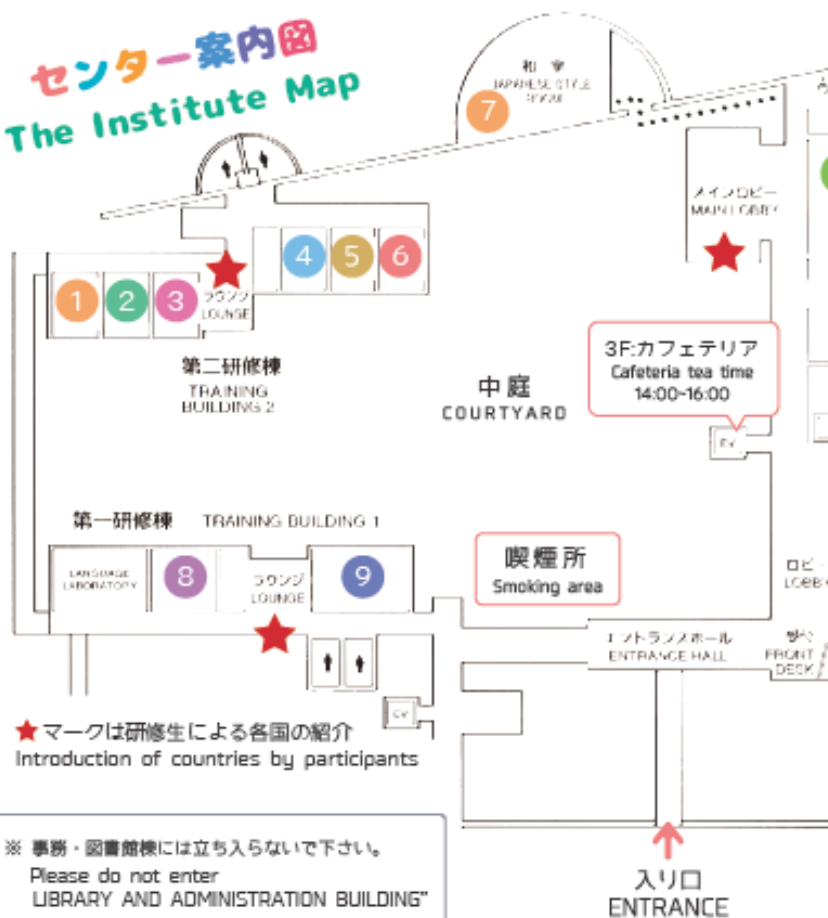 センター案内図
The Institute Map
和 室
JAPANESE STYLE
ROOM
7
メインロビー
MAIN LOBBY
4
5
6
1
2
3
ラウンジ
LOUNGE
第二研修棟
TRAINING
BUILDING 2
中庭
COURTYARD
3F:カフェテリア
Cafeteria tea time
14:00~16:00
EV
第一研修棟 TRAINING BUILDING 1
LANGUAGE
LABORATORY
8
ラウンジ
LOUNGE
9
喫煙所
Smoking area
ロビー
LOBBY
エントランスホール
ENTRANCE HALL
FRONT
DESK
EV
★マークは研修生による各国の紹介
Introduction of countries by participants
※ 事務・図書館棟には立ち入らないで下さい。
Please do not enter
LIBRARY AND ADMINISTRATION BUILDING"
入り口
ENTRANCE